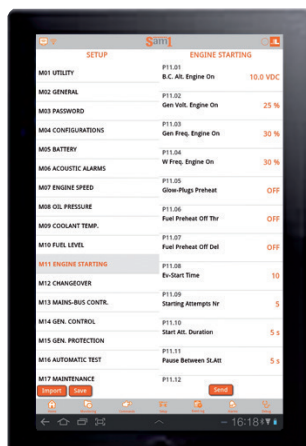 Sam1
SETUP
ENGINE STARTING
M01 UTILITY
M02 GENERAL
M03 PASSWORD
M04 CONFIGURATIONS
M05 BATTERY
M06 ACOUSTIC ALARMS
M07 ENGINE SPEED
M08 OIL PRESSURE
M09 COOLANT TEMP.
M10 FUEL LEVEL
M11 ENGINE STARTING
M12 CHANGEOVER
M13 MAINS-BUS CONTR.
M14 GEN. CONTROL
M15 GEN. PROTECTION
M16 AUTOMATIC TEST
M17 MAINTENANCE
P11.01
B.C. Alt. Engine On 10.0 VDC
P11.02
Gen Volt. Engine On 25 %
P11.03
Gen Freq. Engine On 30 %
P11.04
W Freq. Engine On 30 %
P11.05
Glow-Plugs Preheat OFF
P11.06
Fuel Preheat Off Thr OFF
P11.07
Fuel Preheat Off Del OFF
P11.08
Ev-Start Time 10
P11.09
Starting Attempts Nr 5
P11.10
Start Att. Duration 5 s
P11.11
Pause Between St.Att 5 s
P11.12
Import Save Send
16:18